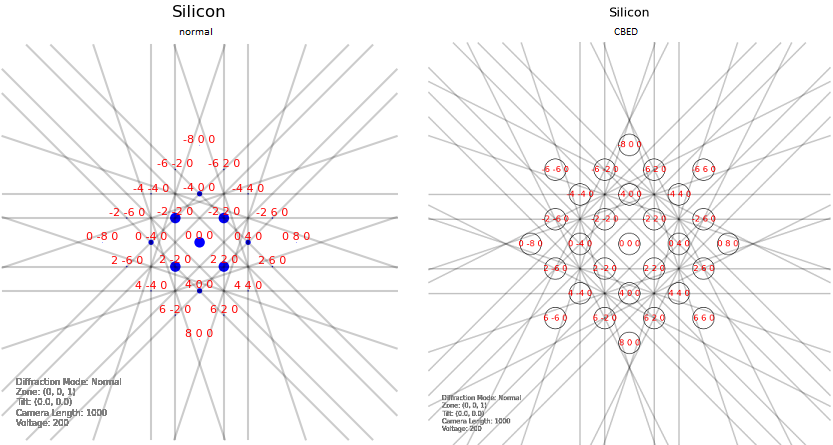 Silicon
normal
-8 0 0
-6 -2 0 -6 2 0
-4 -4 0 -4 0 0 -4 4 0
-2 -6 0 -2 -2 0 -2 2 0 -2 6 0
0 -8 0 0 -4 0 0 0 0 0 4 0 0 8 0
2 -6 0 2 -2 0 2 2 0 2 6 0
4 -4 0 4 0 0 4 4 0
6 -2 0 6 2 0
8 0 0
Diffraction Mode: Normal
Zone: (0, 0, 1)
Tilt: (0.0, 0.0)
Camera Length: 1000
Voltage: 200
Silicon
CBED
-8 0 0
-6 -6 0 -6 -2 0 -6 2 0 -6 6 0
-4 -4 0 -4 0 0 -4 4 0
-2 -6 0 -2 -2 0 -2 2 0 -2 6 0
0 -8 0 0 -4 0 0 0 0 0 4 0 0 8 0
2 -6 0 2 -2 0 2 2 0 2 6 0
4 -4 0 4 0 0 4 4 0
6 -6 0 6 -2 0 6 2 0 6 6 0
8 0 0
Diffraction Mode: Normal
Zone: (0, 0, 1)
Tilt: (0.0, 0.0)
Camera Length: 1000
Voltage: 200